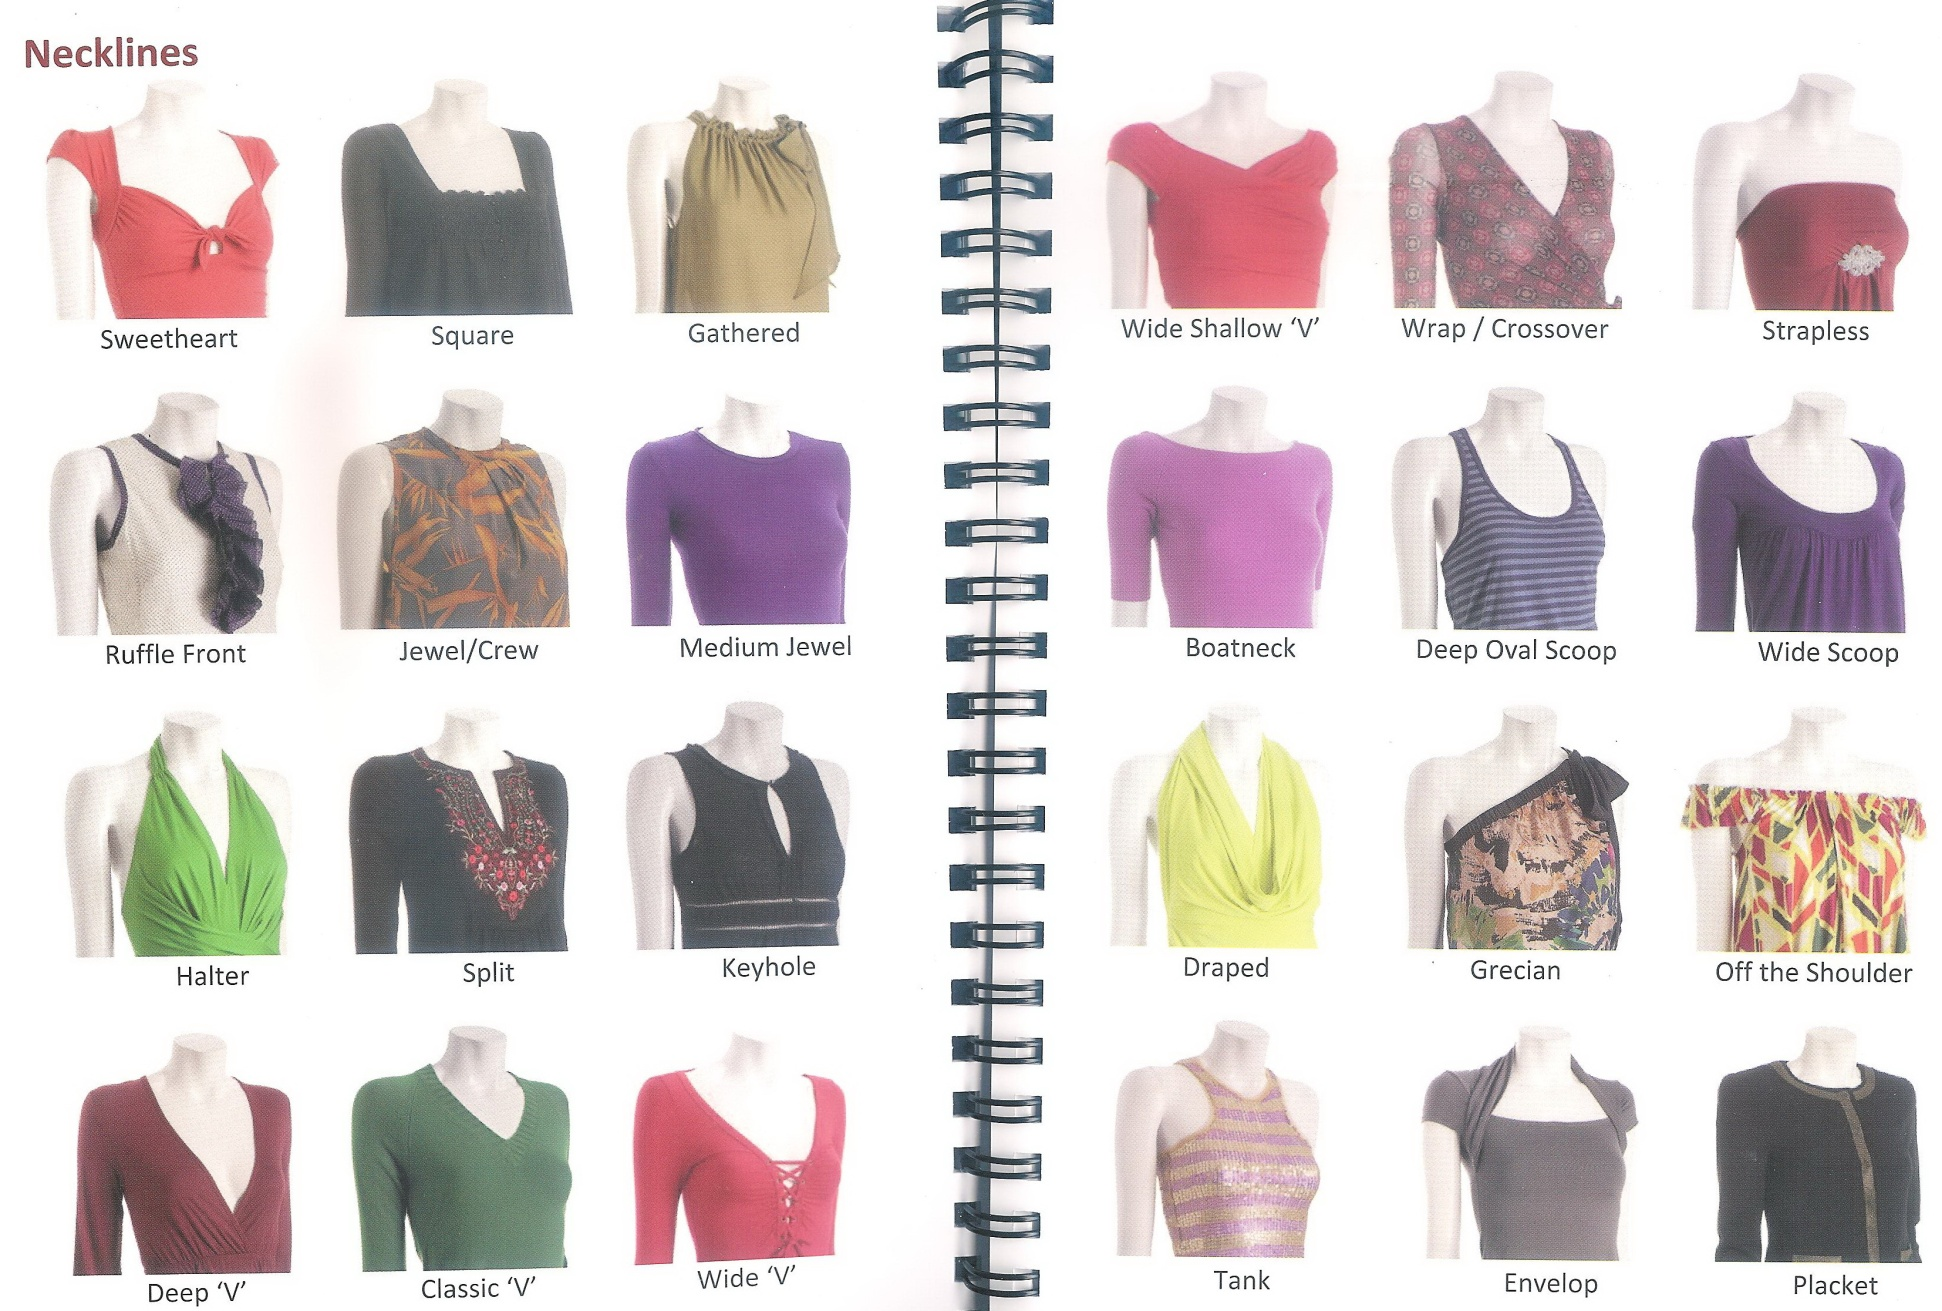 Necklines
Sweetheart
Square
Gathered
Ruffle Front
Jewel/Crew
Medium Jewel
Halter
Split
Keyhole
Deep ‘V’
Classic ‘V’
Wide ‘V’
Wide Shallow ‘V’
Wrap / Crossover
Strapless
Boatneck
Deep Oval Scoop
Wide Scoop
Draped
Grecian
Off the Shoulder
Tank
Envelop
Placket